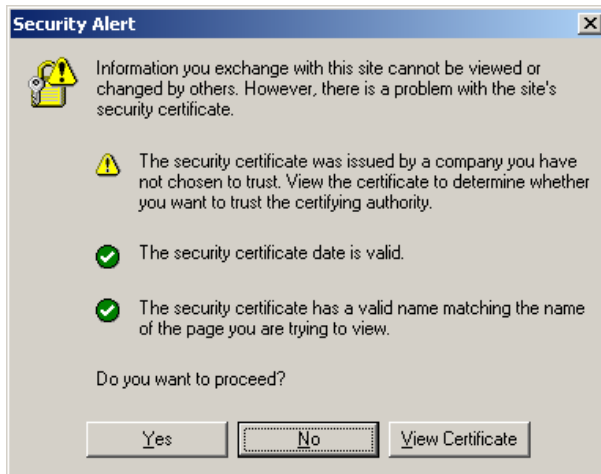 Security Alert
Information you exchange with this site cannot be viewed or
changed by others. However, there is a problem with the site's
security certificate.
The security certificate was issued by a company you have
not chosen to trust. View the certificate to determine whether
you want to trust the certifying authority.
The security certificate date is valid.
The security certificate has a valid name matching the name
of the page you are trying to view.
Do you want to proceed?
Yes No View Certificate